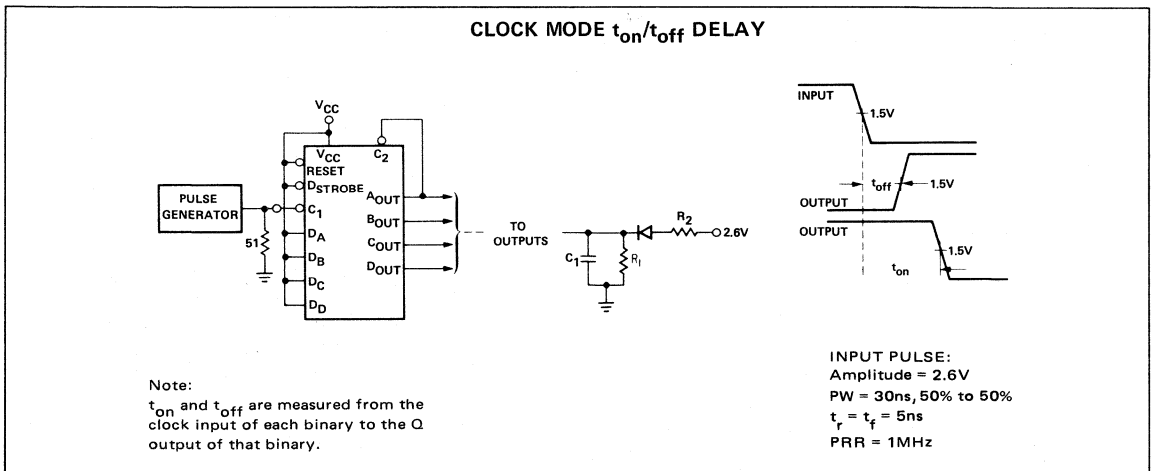 CLOCK MODE ton/toff DELAY
VCC
VCC
C2
RESET
DSTROBE
PULSE
GENERATOR
C1
51
DA
DB
DC
DD
AOUT
BOUT
COUT
DOUT
TO
OUTPUTS
C1
R1
R2
2.6V
INPUT
1.5V
toff
1.5V
OUTPUT
OUTPUT
1.5V
ton
Note:
ton and toff are measured from the
clock input of each binary to the Q
output of that binary.
INPUT PULSE:
Amplitude = 2.6V
PW = 30ns, 50% to 50%
tr = tf = 5ns
PRR = 1MHz